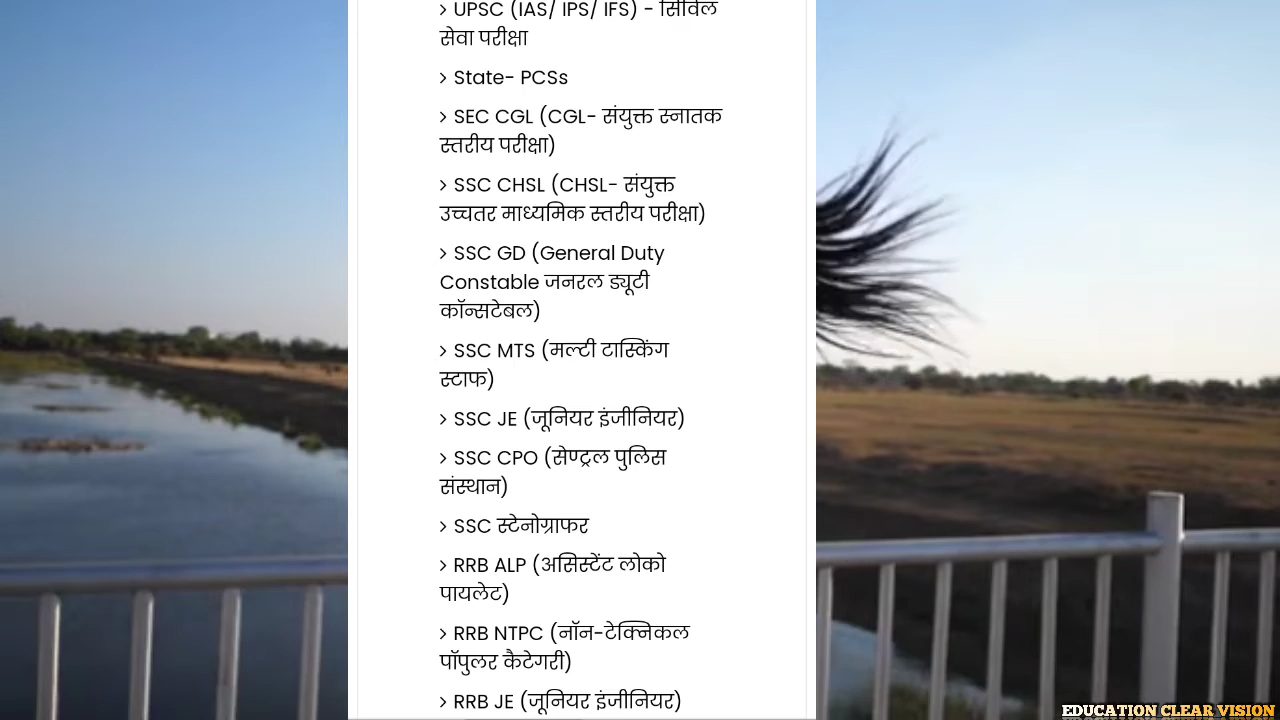 > UPSC (IAS/ IPS/ IFS) - सिविल
सेवा परीक्षा
> State- PCSs
> SEC CGL (CGL- संयुक्त स्नातक
स्तरीय परीक्षा)
> SSC CHSL (CHSL- संयुक्त
उच्चतर माध्यमिक स्तरीय परीक्षा)
> SSC GD (General Duty
Constable जनरल ड्यूटी
कॉन्सटेबल)
> SSC MTS (मल्टी टास्किंग
स्टाफ)
> SSC JE (जूनियर इंजीनियर)
> SSC CPO (सेण्ट्रल पुलिस
संस्थान)
> SSC स्टेनोग्राफर
> RRB ALP (असिस्टेंट लोको
पायलेट)
> RRB NTPC (नॉन-टेक्निकल
पॉपुलर कैटेगरी)
> RRB JE (जूनियर इंजीनियर)
EDUCATION CLEAR VISION